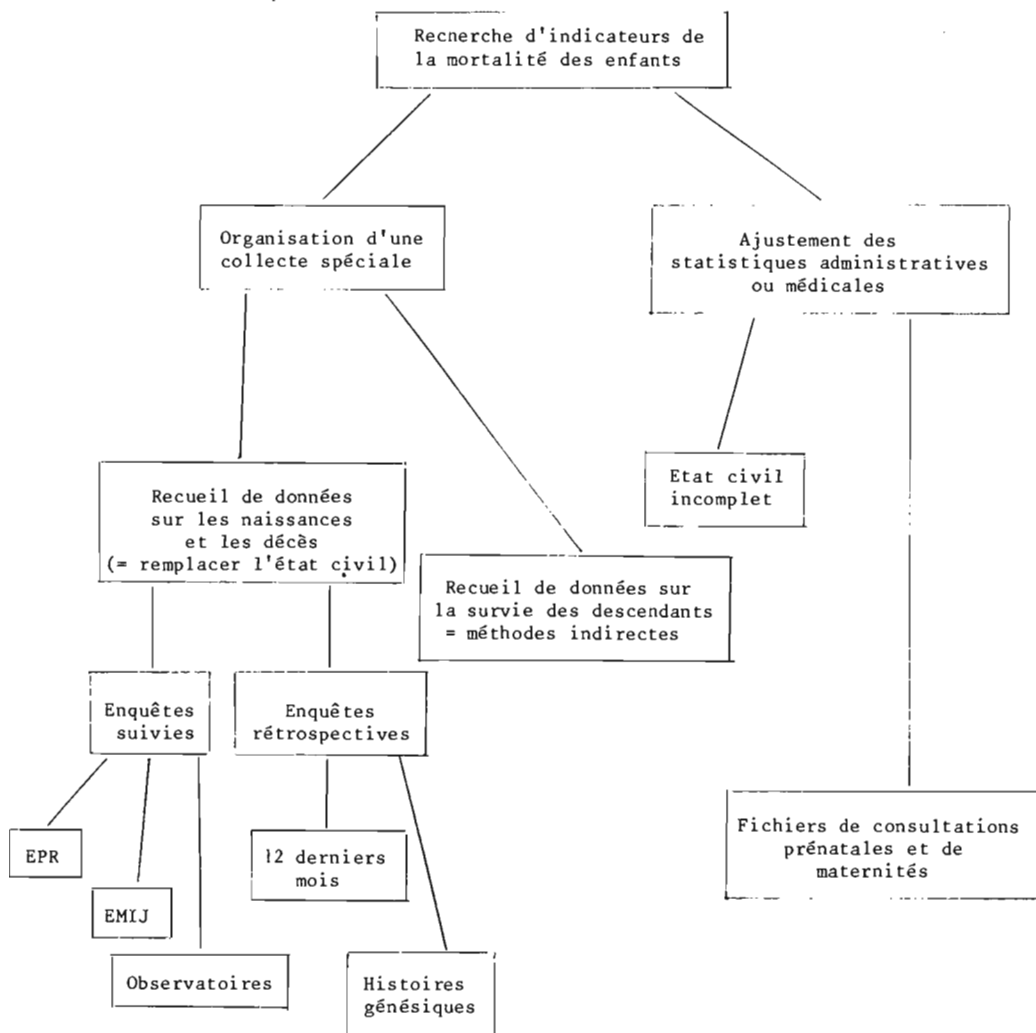 Recnerche d'indicateurs de
la mortalité des enfants
Organisation d'une
collecte spéciale
Ajustement des
statistiques administratives
ou médicales
Recueil de données
sur les naissances
et les décès
(= remplacer l'état civil)
Etat civil
incomplet
Recueil de données sur
la survie des descendants
= méthodes indirectes
Enquêtes
suivies
Enquêtes
rétrospectives
EPR
EMIJ
Observatoires
12 derniers
mois
Histoires
génésiques
Fichiers de consultations
prénatales et de
maternités